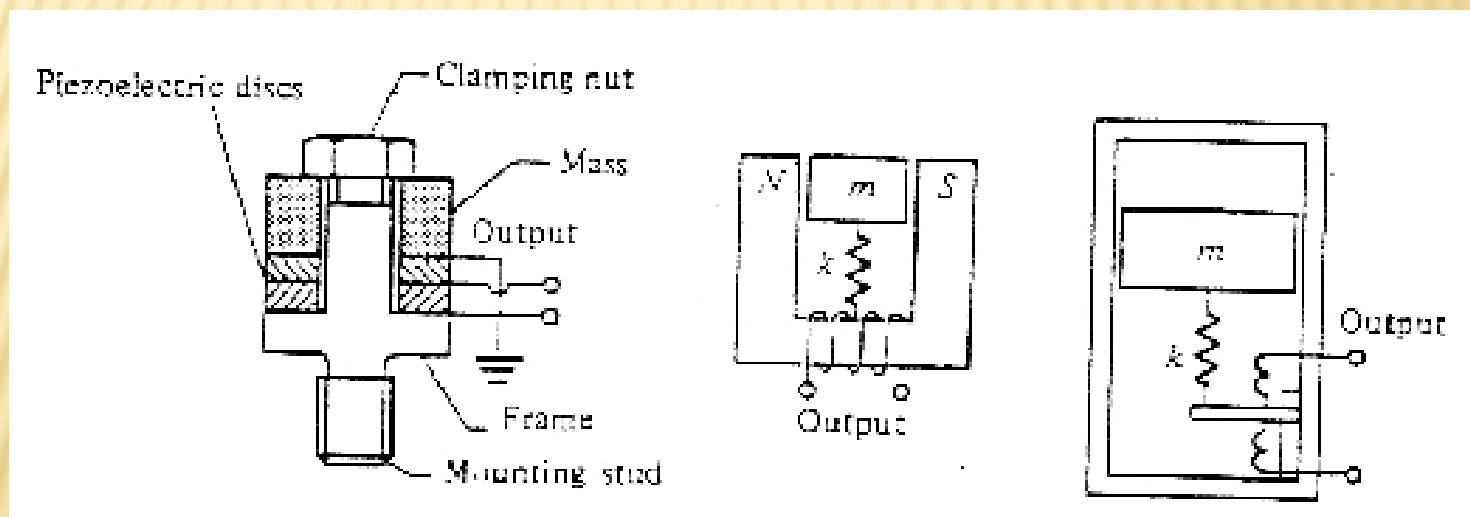 Piezoelectric discs
Clamping nut
Mass
Output
Frame
Mounting stud
N
m
S
k
Output
m
k
Output